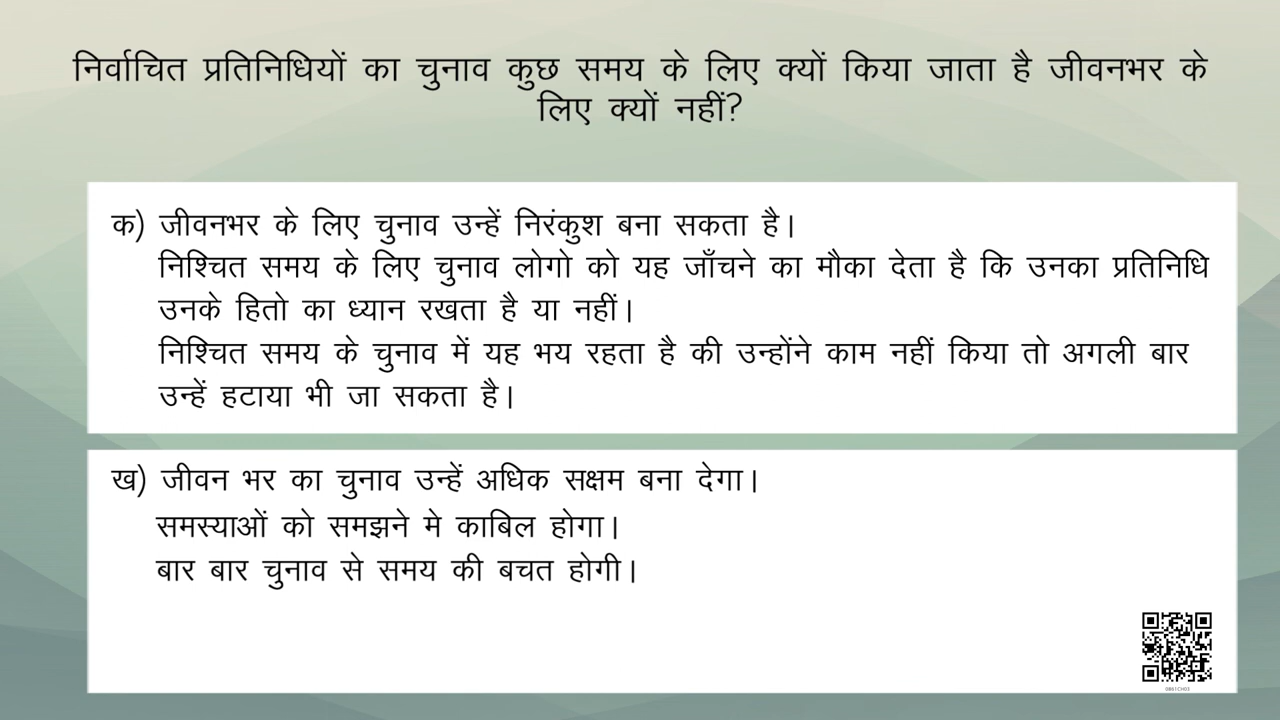 निर्वाचित प्रतिनिधियों का चुनाव कुछ समय के लिए क्यों किया जाता है जीवनभर के
लिए क्यों नहीं?
क) जीवनभर के लिए चुनाव उन्हें निरंकुश बना सकता है।
निश्चित समय के लिए चुनाव लोगो को यह जाँचने का मौका देता है कि उनका प्रतिनिधि
उनके हितो का ध्यान रखता है या नहीं।
निश्चित समय के चुनाव में यह भय रहता है की उन्होंने काम नहीं किया तो अगली बार
उन्हें हटाया भी जा सकता है।
ख) जीवन भर का चुनाव उन्हें अधिक सक्षम बना देगा।
समस्याओं को समझने मे काबिल होगा।
बार बार चुनाव से समय की बचत होगी।
0861CH03